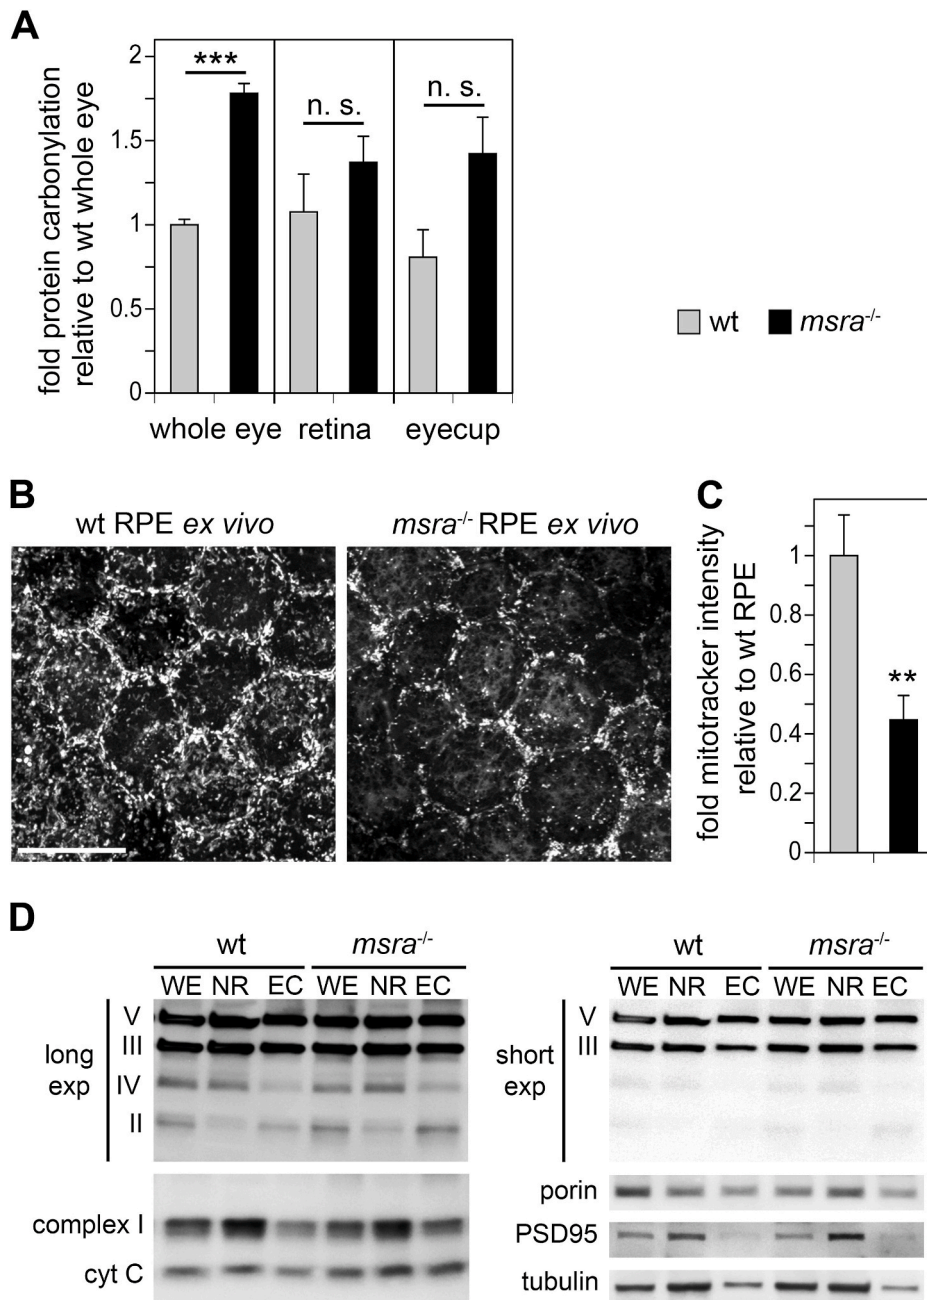 A
fold protein carbonylation
relative to wt whole eye
2
1.5
1
0.5
0
***
n. s.
n. s.
whole eye
retina
eyecup
wt
msra-/-
B
wt RPE ex vivo
msra-/- RPE ex vivo
C
fold mitotracker intensity
relative to wt RPE
1
0.8
0.6
0.4
0.2
0
**
D
wt
msra-/-
WE NR EC WE NR EC
long
exp
V
III
IV
II
complex I
cyt C
wt
msra-/-
WE NR EC WE NR EC
short
exp
V
III
porin
PSD95
tubulin